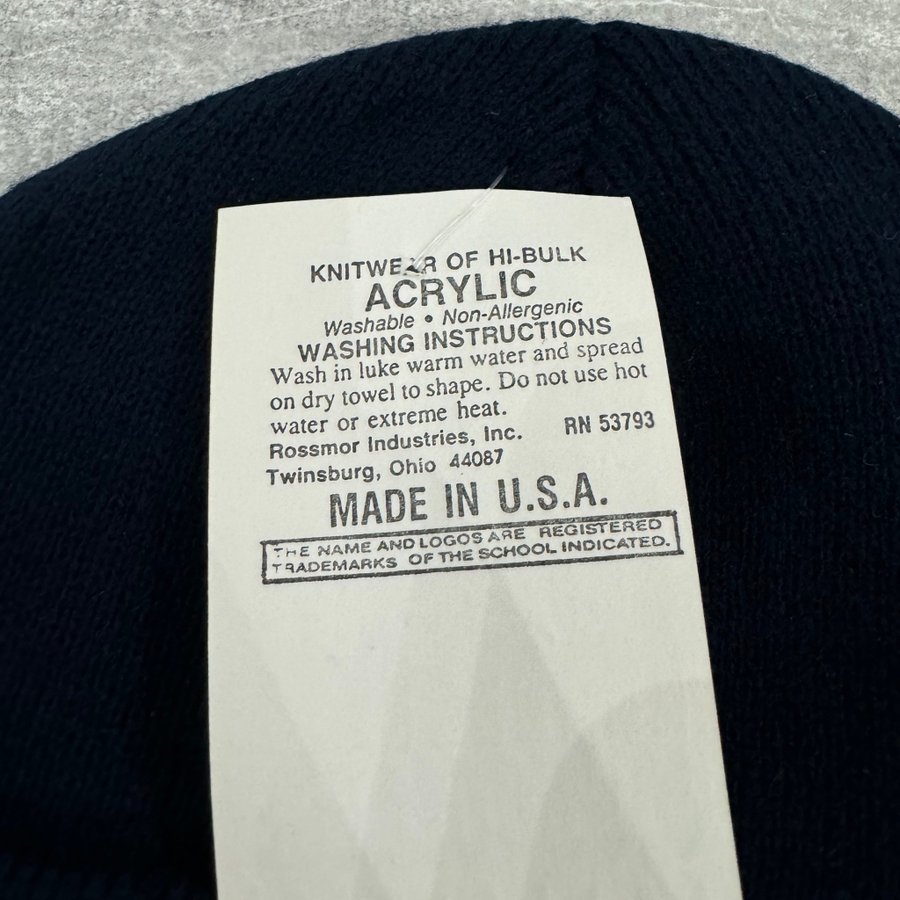 KNITWEAR OF HI-BULK
ACRYLIC
Washable • Non-Allergenic
WASHING INSTRUCTIONS
Wash in luke warm water and spread
on dry towel to shape. Do not use hot
water or extreme heat.
Rossmor Industries, Inc. RN 53793
Twinsburg, Ohio 44087
MADE IN U.S.A.
THE NAME AND LOGOS ARE REGISTERED
TRADEMARKS OF THE SCHOOL INDICATED.